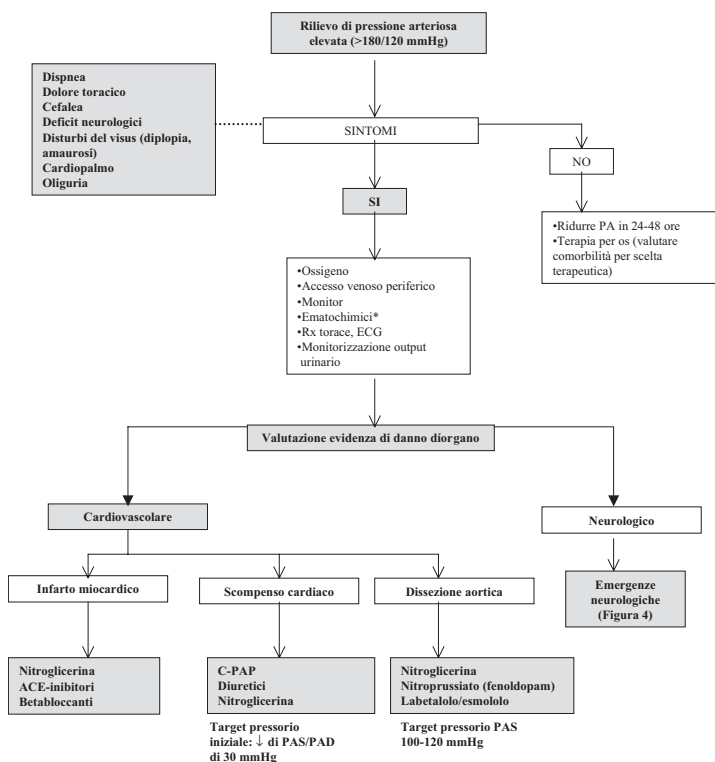 Rilievo di pressione arteriosa
elevata (>180/120 mmHg)
Dispnea
Dolore toracico
Cefalea
Deficit neurologici
Disturbi del visus (diplopia,
amaurosi)
Cardiopalmo
Oliguria
SINTOMI
NO
SI
•Ridurre PA in 24-48 ore
•Terapia per os (valutare
comorbilità per scelta
terapeutica)
•Ossigeno
•Accesso venoso periferico
•Monitor
•Ematochimici*
•Rx torace, ECG
•Monitorizzazione output
urinario
Valutazione evidenza di danno díorgano
Cardiovascolare
Neurologico
Infarto miocardico
Scompenso cardiaco
Dissezione aortica
Emergenze
neurologiche
(Figura 4)
Nitroglicerina
ACE-inibitori
Betabloccanti
C-PAP
Diuretici
Nitroglicerina
Nitroglicerina
Nitroprussiato (fenoldopam)
Labetalolo/esmololo
Target pressorio
iniziale: ↓ di PAS/PAD
di 30 mmHg
Target pressorio PAS
100-120 mmHg